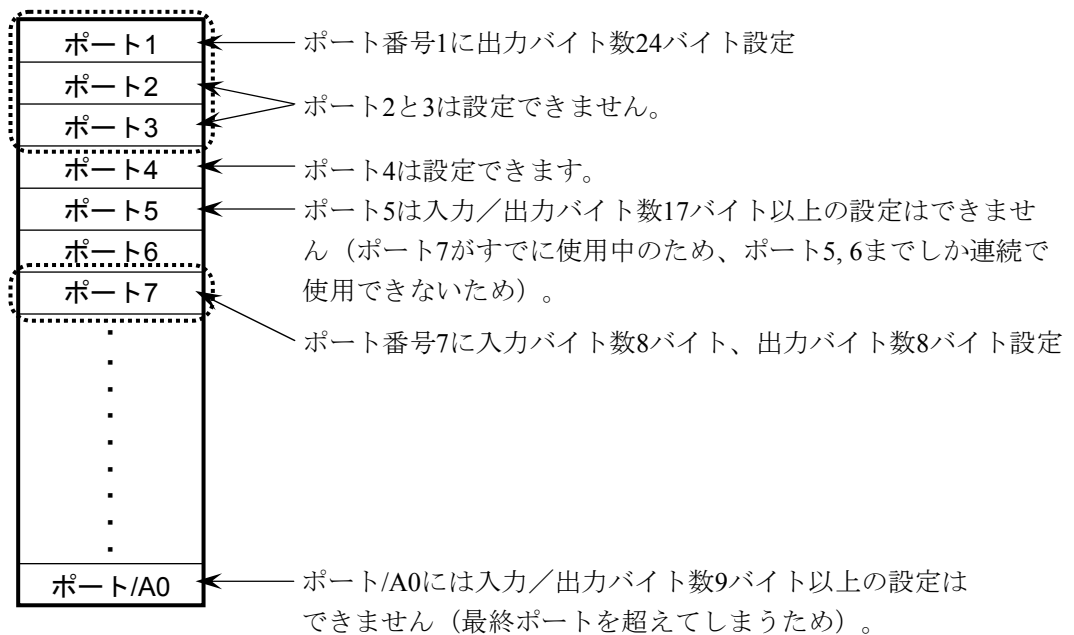 ポート1
ポート番号1に出力バイト数24バイト設定
ポート2
ポート3
ポート2と3は設定できません。
ポート4
ポート4は設定できます。
ポート5
ポート5は入力／出力バイト数17バイト以上の設定はできませ
ポート6
ん（ポート7がすでに使用中のため、ポート5, 6までしか連続で
ポート7
使用できないため）。
ポート番号7に入力バイト数8バイト、出力バイト数8バイト設定
ポート/A0
ポート/A0には入力／出力バイト数9バイト以上の設定は
できません（最終ポートを超えてしまうため）。